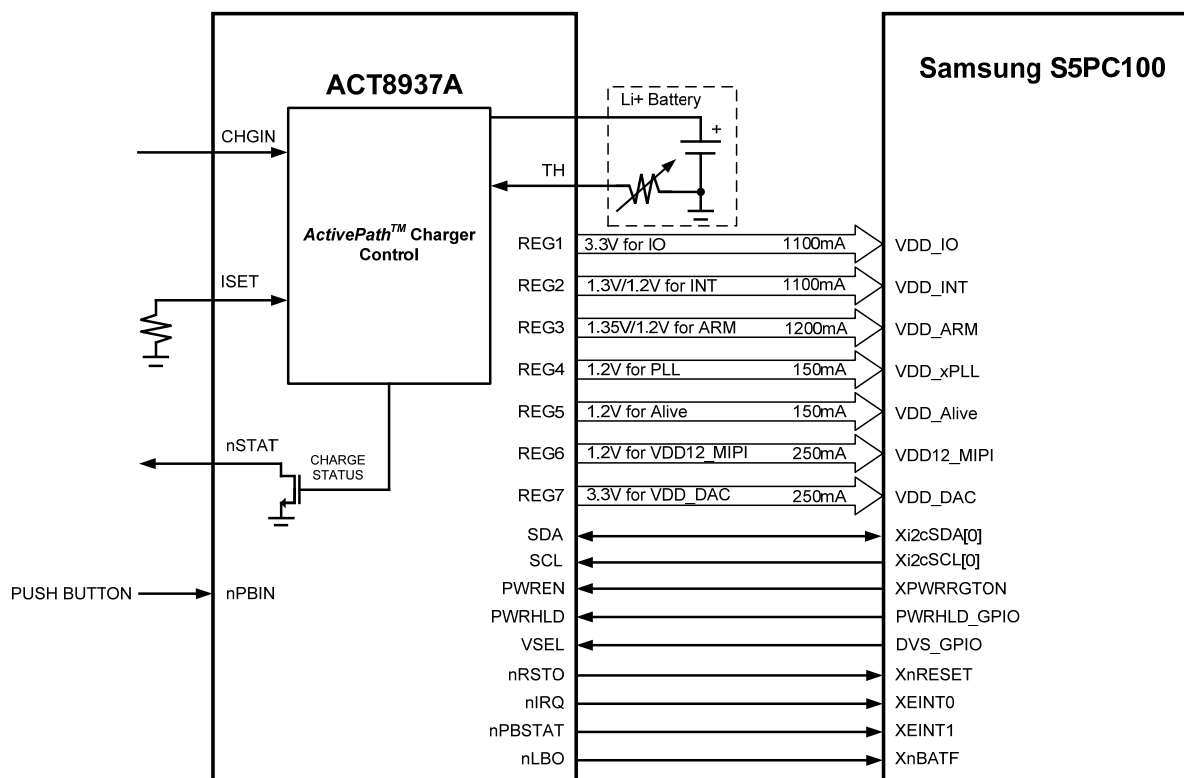 ACT8937A
Samsung S5PC100
Li+ Battery
+
CHGIN
TH
ActivePath™ Charger
Control
ISET
nSTAT
CHARGE
STATUS
PUSH BUTTON
nPBIN
REG1 3.3V for IO 1100mA VDD_IO
REG2 1.3V/1.2V for INT 1100mA VDD_INT
REG3 1.35V/1.2V for ARM 1200mA VDD_ARM
REG4 1.2V for PLL 150mA VDD_xPLL
REG5 1.2V for Alive 150mA VDD_Alive
REG6 1.2V for VDD12_MIPI 250mA VDD12_MIPI
REG7 3.3V for VDD_DAC 250mA VDD_DAC
SDA Xi2cSDA[0]
SCL Xi2cSCL[0]
PWREN XPWRRGTON
PWRHLD PWRHLD_GPIO
VSEL DVS_GPIO
nRSTO XnRESET
nIRQ XEINT0
nPBSTAT XEINT1
nLBO XnBATF